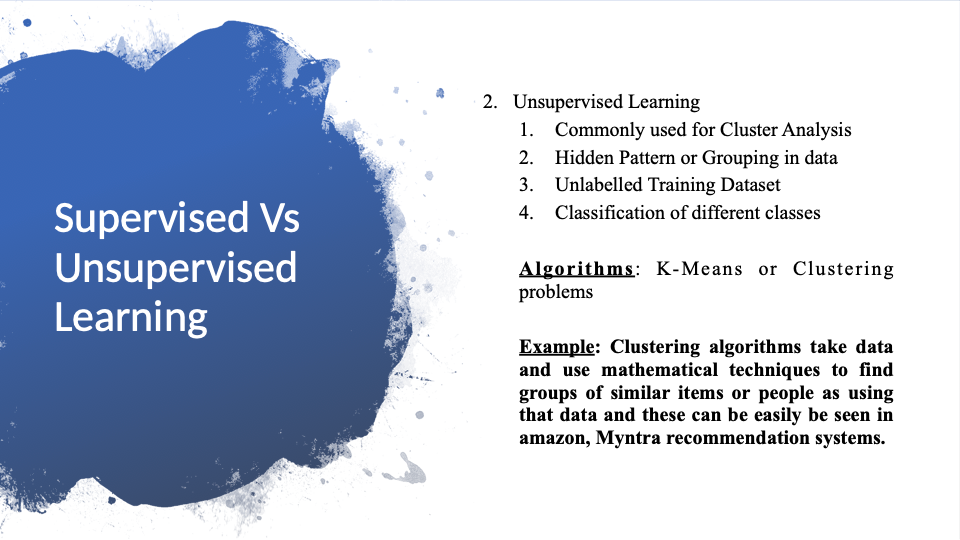 Supervised Vs
Unsupervised
Learning
2. Unsupervised Learning
1. Commonly used for Cluster Analysis
2. Hidden Pattern or Grouping in data
3. Unlabelled Training Dataset
4. Classification of different classes
Algorithms: K-Means or Clustering
problems
Example: Clustering algorithms take data
and use mathematical techniques to find
groups of similar items or people as using
that data and these can be easily be seen in
amazon, Myntra recommendation systems.